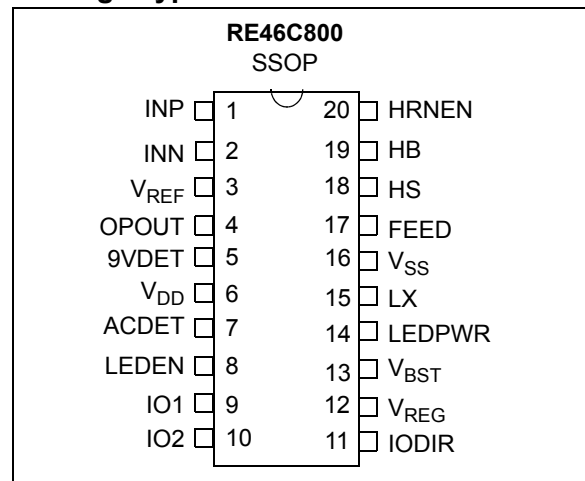 RE46C800
SSOP
INP 1 20 HRNEN
INN 2 19 HB
VREF 3 18 HS
OPOUT 4 17 FEED
9VDET 5 16 VSS
VDD 6 15 LX
ACDET 7 14 LEDPWR
LEDEN 8 13 VBST
IO1 9 12 VREG
IO2 10 11 IODIR